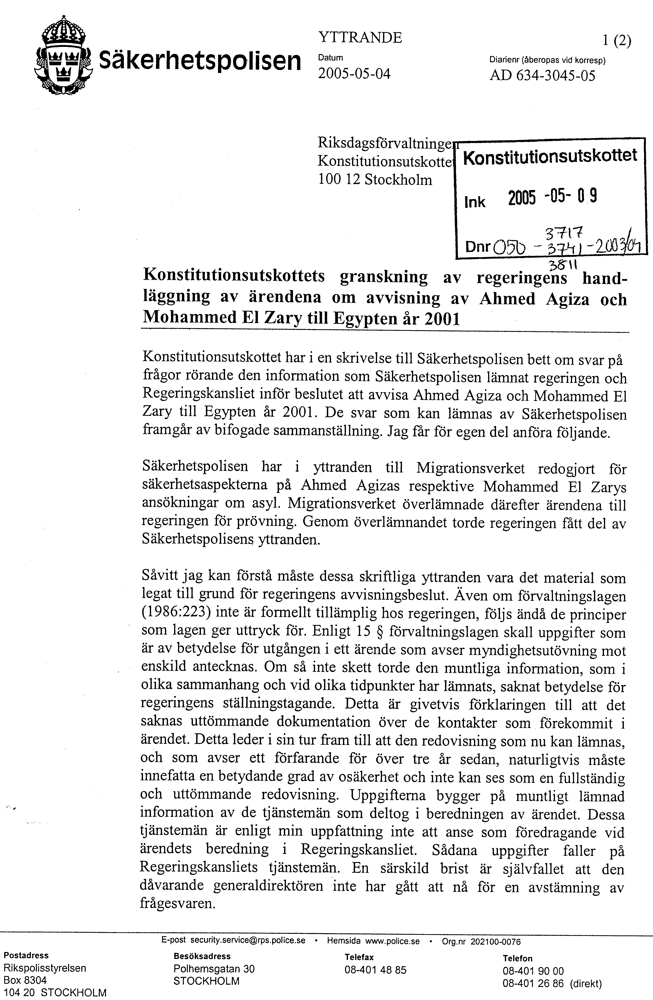 Säkerhetspolisen
YTTRANDE
1 (2)
Datum
2005-05-04
Diarienr (åberopas vid korresp)
AD 634-3045-05
Riksdagsförvaltningen
Konstitutionsutskottet
100 12 Stockholm
Konstitutionsutskottet
Ink 2005 -05- 09
3717
Dnr 050 - 3741 - 2003/04
3811
Konstitutionsutskottets granskning av regeringens hand-
läggning av ärendena om avvisning av Ahmed Agiza och
Mohammed El Zary till Egypten år 2001
Konstitutionsutskottet har i en skrivelse till Säkerhetspolisen bett om svar på
frågor rörande den information som Säkerhetspolisen lämnat regeringen och
Regeringskansliet inför beslutet att avvisa Ahmed Agiza och Mohammed El
Zary till Egypten år 2001. De svar som kan lämnas av Säkerhetspolisen
framgår av bifogade sammanställning. Jag får för egen del anföra följande.
Säkerhetspolisen har i yttranden till Migrationsverket redogjort för
säkerhetsaspekterna på Ahmed Agizas respektive Mohammed El Zarys
ansökningar om asyl. Migrationsverket överlämnade därefter ärendena till
regeringen för prövning. Genom överlämnandet torde regeringen fått del av
Säkerhetspolisens yttranden.
Såvitt jag kan förstå måste dessa skriftliga yttranden vara det material som
legat till grund för regeringens avvisningsbeslut. Även om förvaltningslagen
(1986:223) inte är formellt tillämplig hos regeringen, följs ändå de principer
som lagen ger uttryck för. Enligt 15 § förvaltningslagen skall uppgifter som
är av betydelse för utgången i ett ärende som avser myndighetsutövning mot
enskild antecknas. Om så inte skett torde den muntliga information, som i
olika sammanhang och vid olika tidpunkter har lämnats, saknat betydelse för
regeringens ställningstagande. Detta är givetvis förklaringen till att det
saknas uttömmande dokumentation över de kontakter som förekommit i
ärendet. Detta leder i sin tur fram till att den redovisning som nu kan lämnas,
och som avser ett förfarande för över tre år sedan, naturligtvis måste
innefatta en betydande grad av osäkerhet och inte kan ses som en fullständig
och uttömmande redovisning. Uppgifterna bygger på muntligt lämnad
information av de tjänstemän som deltog i beredningen av ärendet. Dessa
tjänstemän är enligt min uppfattning inte att anse som föredragande vid
ärendets beredning i Regeringskansliet. Sådana uppgifter faller på
Regeringskansliets tjänstemän. En särskild brist är självfallet att den
dåvarande generaldirektören inte har gått att nå för en avstämning av
frågesvaren.
E-post security.service@rps.police.se • Hemsida www.police.se • Org.nr 202100-0076
Postadress
Rikspolisstyrelsen
Box 8304
104 20 STOCKHOLM
Besöksadress
Polhemsgatan 30
STOCKHOLM
Telefax
08-401 48 85
Telefon
08-401 90 00
08-401 26 86 (direkt)